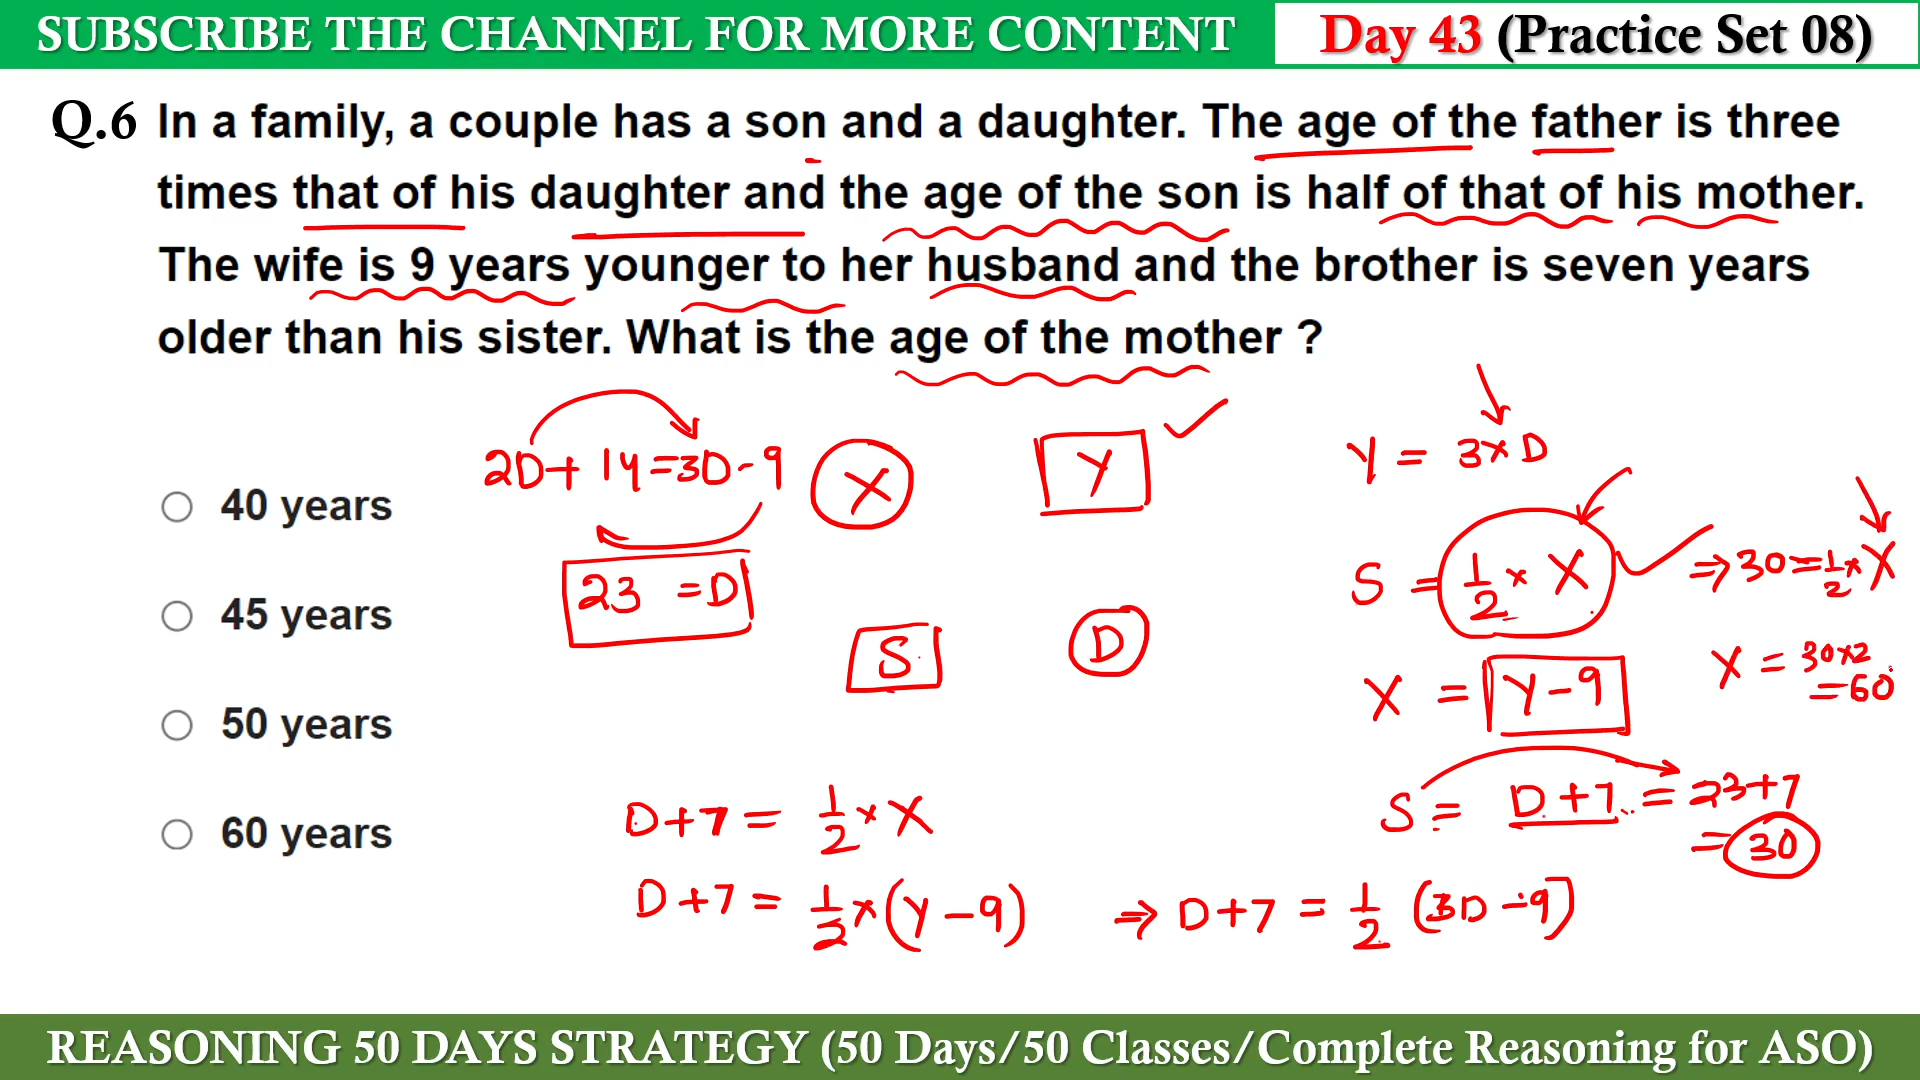 SUBSCRIBE THE CHANNEL FOR MORE CONTENT
Day 43 (Practice Set 08)
Q.6 In a family, a couple has a son and a daughter. The age of the father is three
times that of his daughter and the age of the son is half of that of his mother.
The wife is 9 years younger to her husband and the brother is seven years
older than his sister. What is the age of the mother ?
40 years
45 years
50 years
60 years
2D + 14 = 3D - 9
23 = D
X
Y
S
D
Y = 3 × D
S = 1/2 × X ⇒ 30 = 1/2 × X
X = 30×2
= 60
X = Y - 9
S = D + 7 = 23 + 7
= 30
D + 7 = 1/2 × X
D + 7 = 1/2 × (Y - 9) ⇒ D + 7 = 1/2 (3D - 9)
REASONING 50 DAYS STRATEGY (50 Days/50 Classes/Complete Reasoning for ASO)